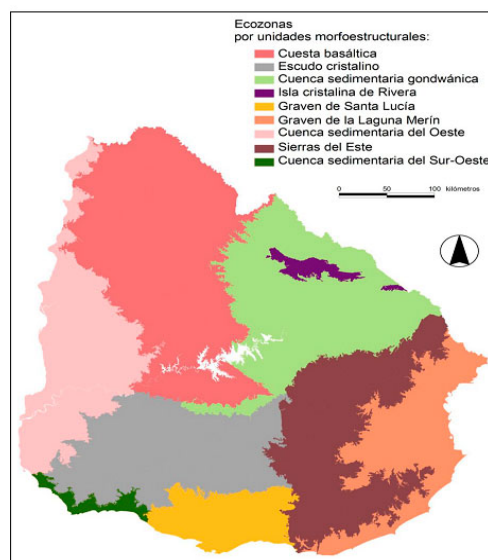 Ecozonas
por unidades morfoestructurales:
Cuesta basáltica
Escudo cristalino
Cuenca sedimentaria gondwánica
Isla cristalina de Rivera
Graven de Santa Lucía
Graven de la Laguna Merín
Cuenca sedimentaria del Oeste
Sierras del Este
Cuenca sedimentaria del Sur-Oeste
0 50 100 kilómetros